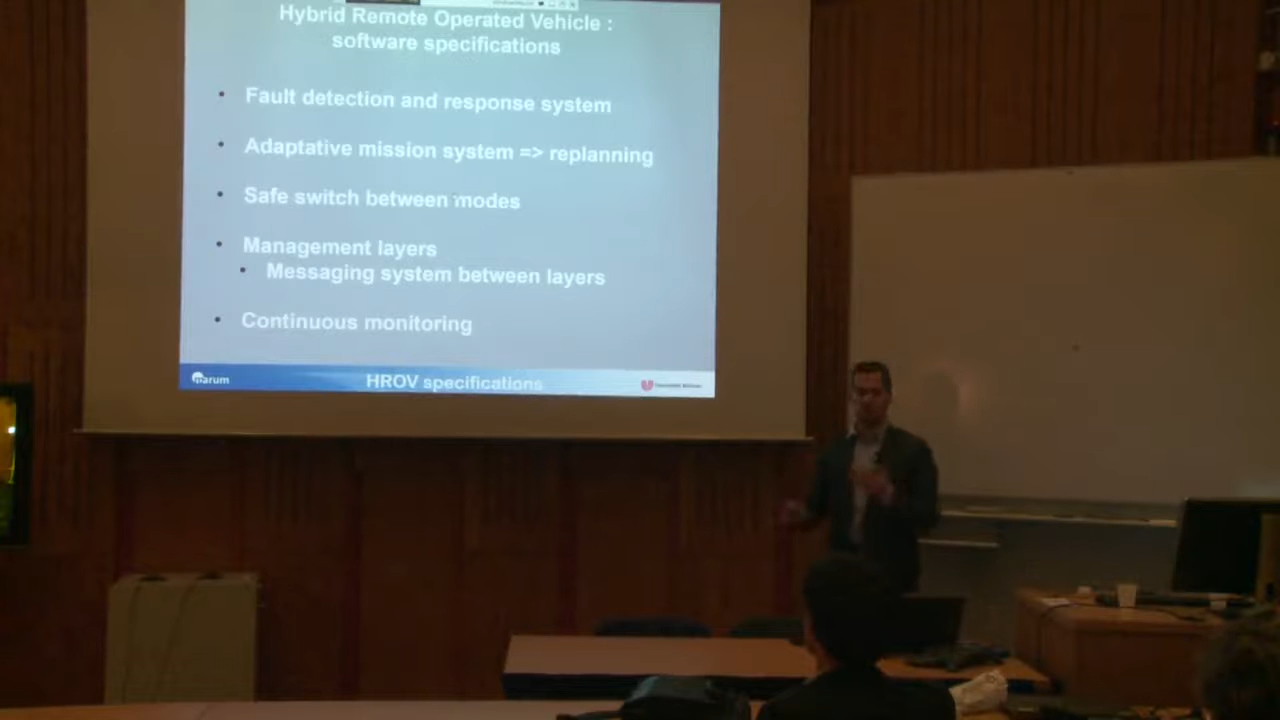 Hybrid Remote Operated Vehicle :
software specifications
• Fault detection and response system
• Adaptative mission system => replanning
• Safe switch between modes
• Management layers
• Messaging system between layers
• Continuous monitoring
marum
HROV specifications